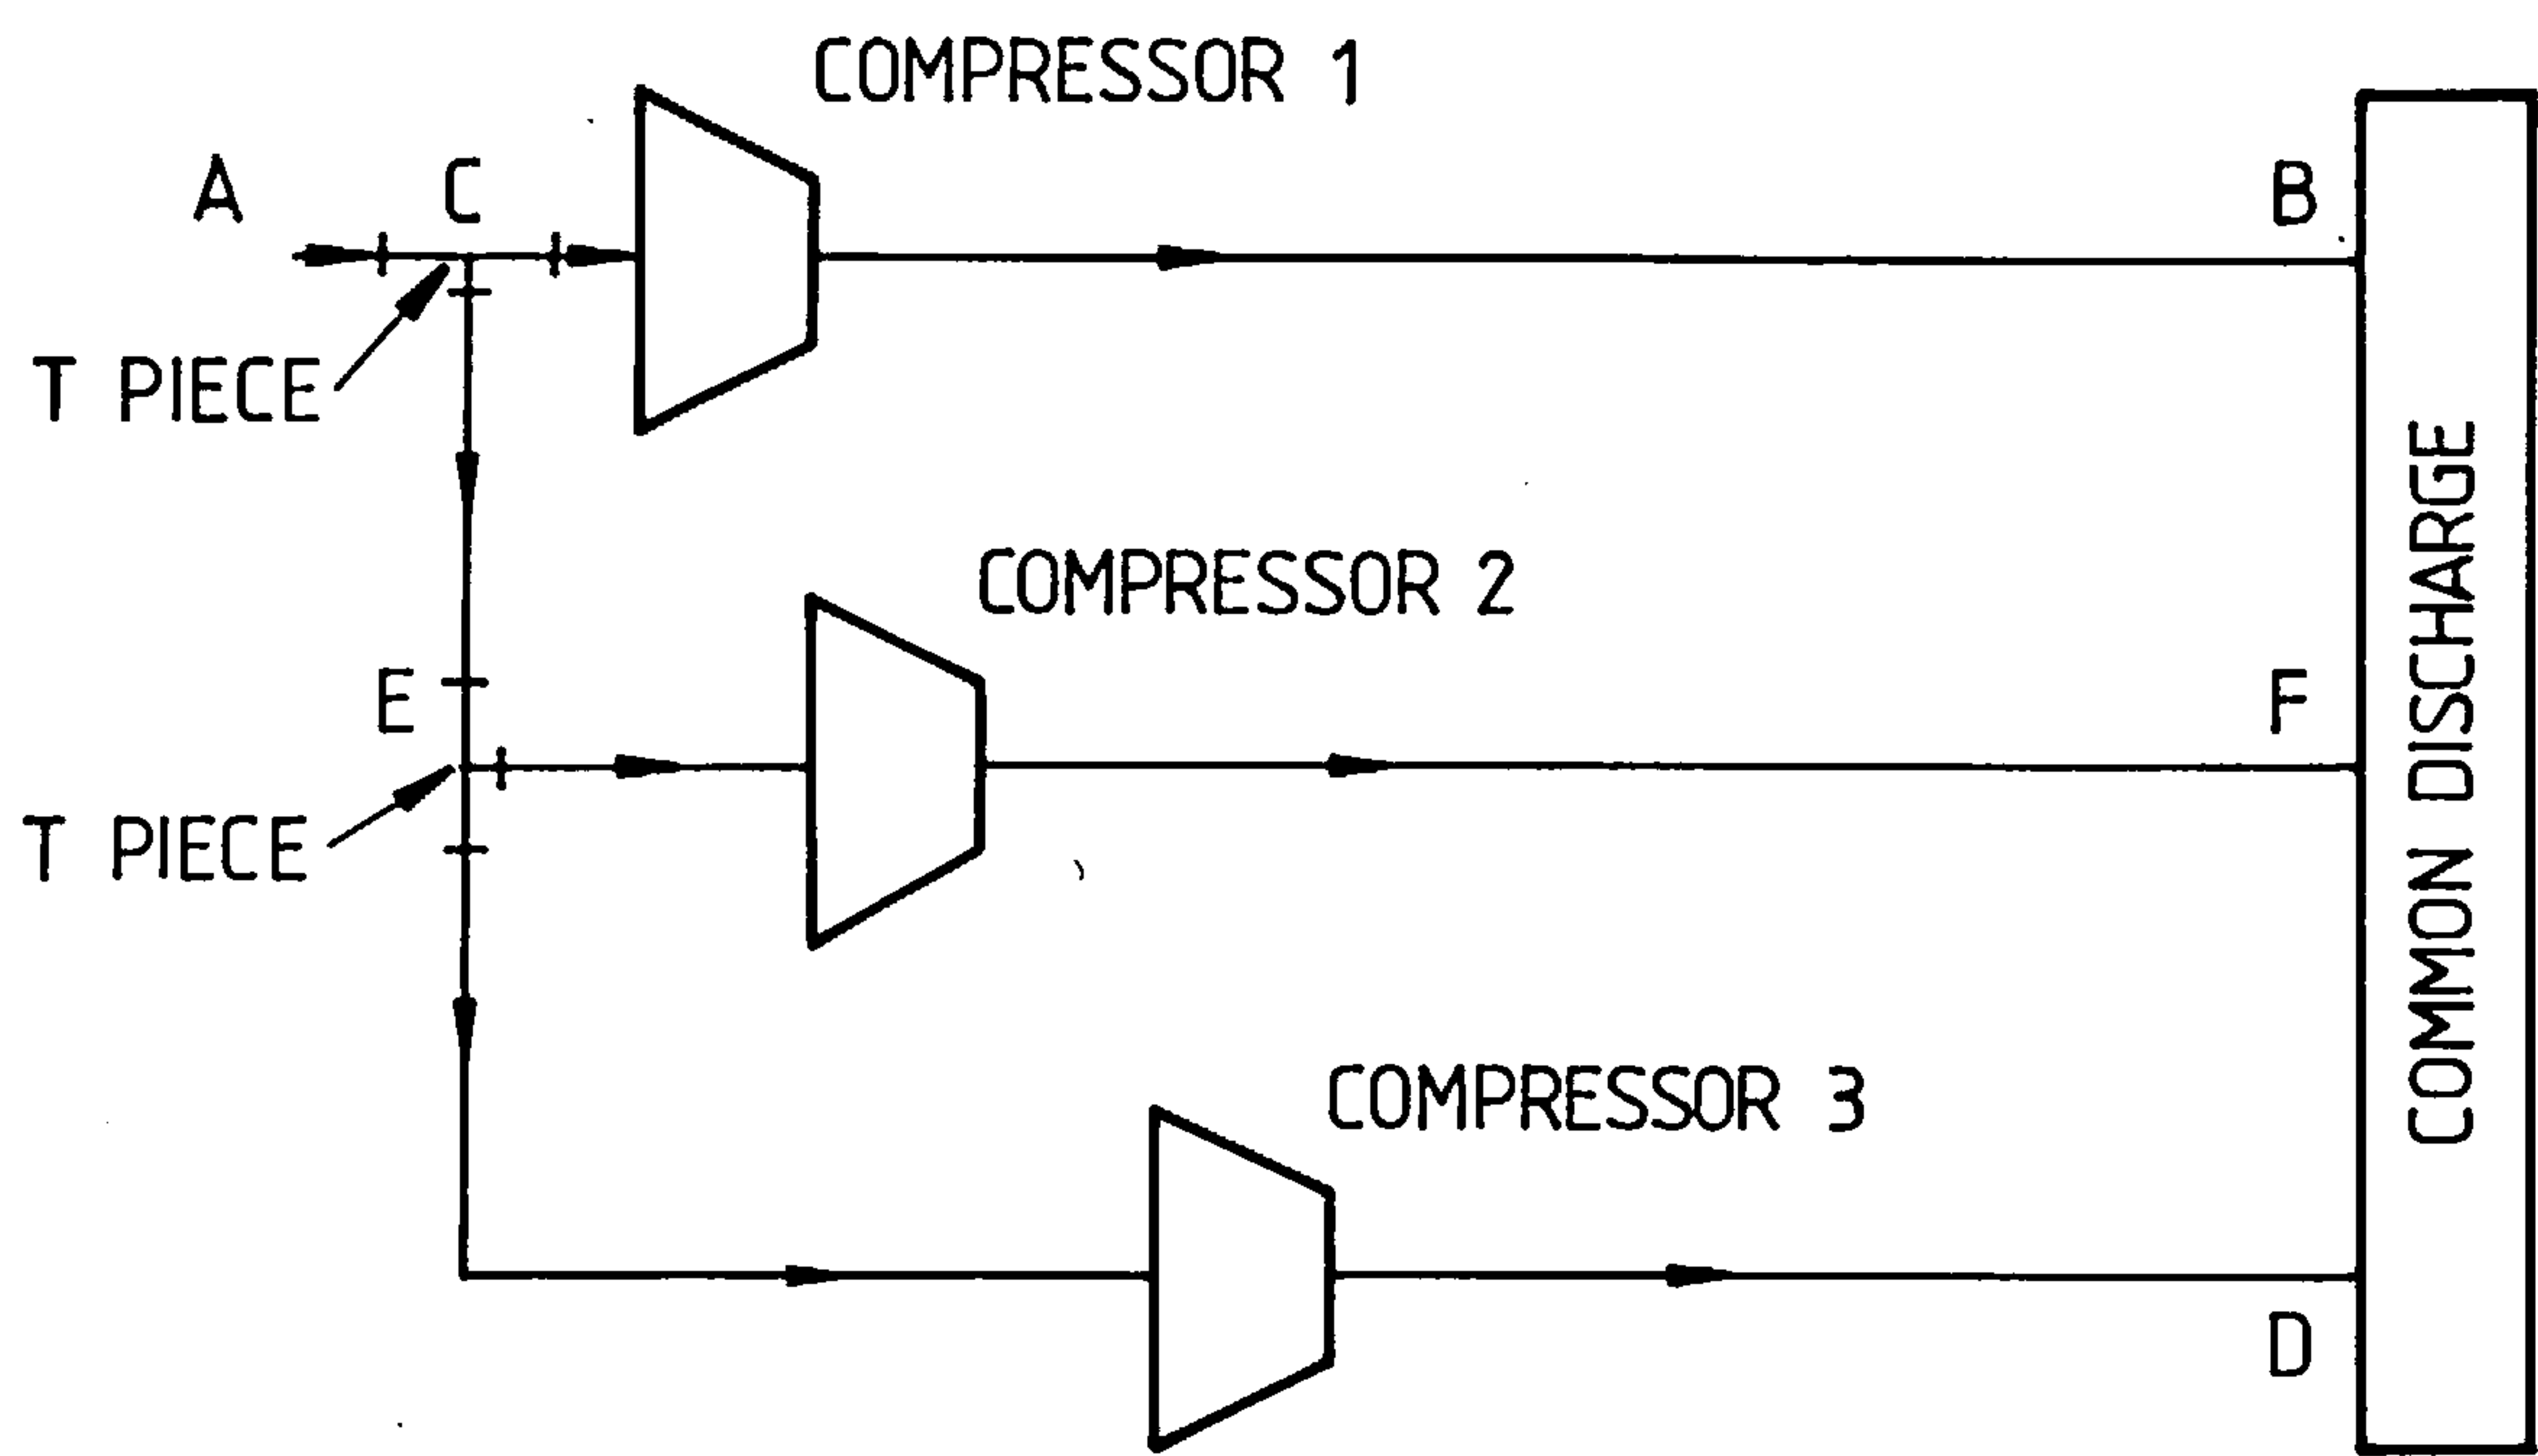 COMPRESSOR 1
A
C
B
T PIECE
COMPRESSOR 2
E
F
T PIECE
COMPRESSOR 3
D
COMMON DISCHARGE